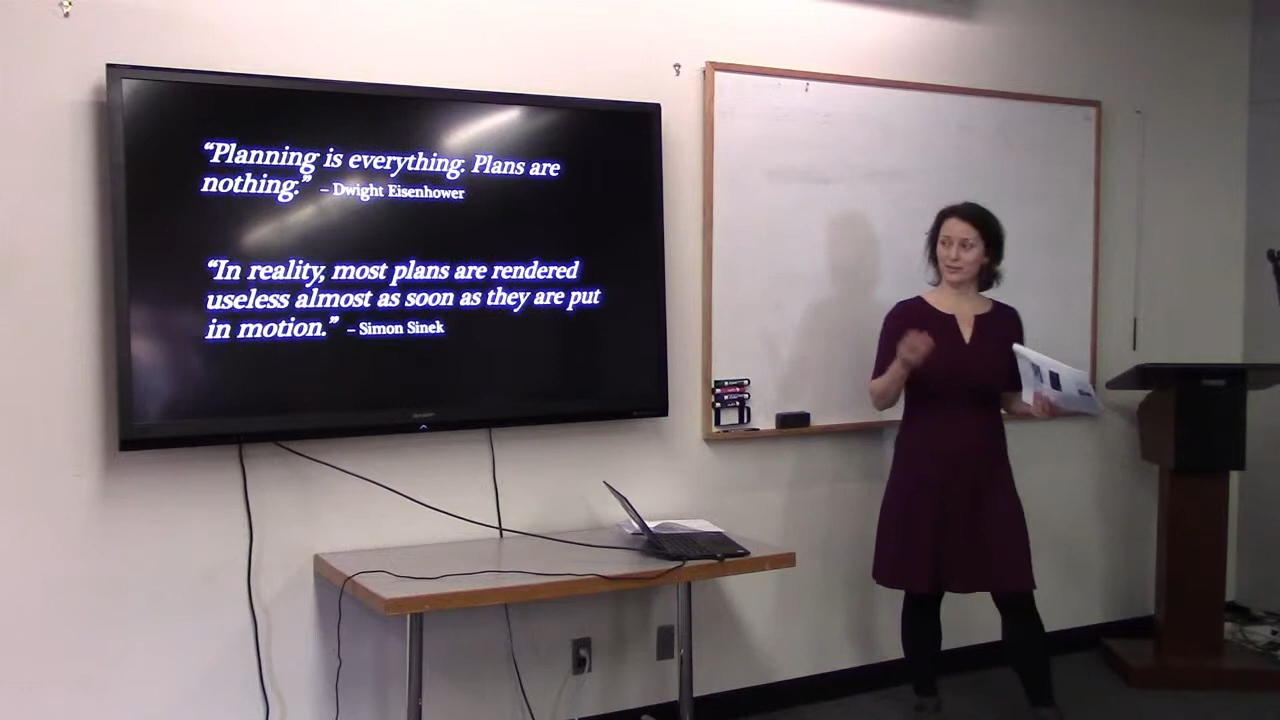 “Planning is everything. Plans are
nothing.” – Dwight Eisenhower
“In reality, most plans are rendered
useless almost as soon as they are put
in motion.” – Simon Sinek